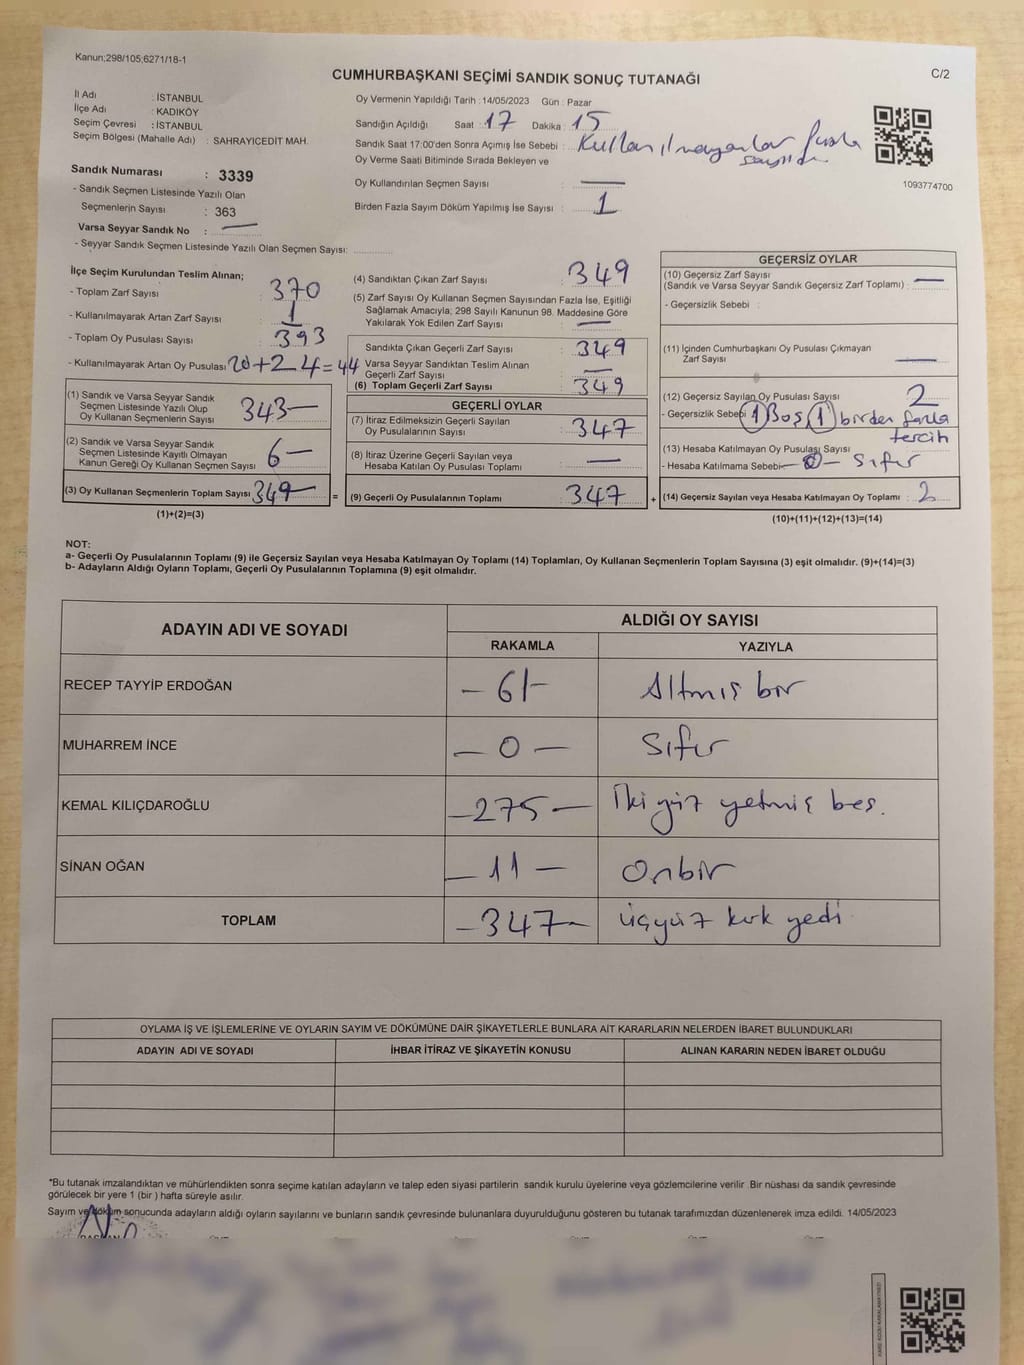 Kanun;298/105,6271/18-1
C/2
CUMHURBAŞKANI SEÇİMİ SANDIK SONUÇ TUTANAĞI
İl Adı : İSTANBUL
İlçe Adı : KADIKÖY
Seçim Çevresi : İSTANBUL
Seçim Bölgesi (Mahalle Adı) : SAHRAYICEDİT MAH.
Sandık Numarası : 3339
- Sandık Seçmen Listesinde Yazılı Olan
Seçmenlerin Sayısı : 363
Varsa Seyyar Sandık No : —
- Seyyar Sandık Seçmen Listesinde Yazılı Olan Seçmen Sayısı:
Oy Vermenin Yapıldığı Tarih : 14/05/2023 Gün : Pazar
Sandığın Açıldığı Saat : 17 Dakika : 15
Sandık Saat 17:00'den Sonra Açımış İse Sebebi : Kullanılmayanlar fazla
sayıldı
Oy Verme Saati Bitiminde Sırada Bekleyen ve
Oy Kullandırılan Seçmen Sayısı : —
Birden Fazla Sayım Döküm Yapılmış İse Sayısı : 1
1093774700
İlçe Seçim Kurulundan Teslim Alınan;
- Toplam Zarf Sayısı : 370
- Kullanılmayarak Artan Zarf Sayısı : 1
- Toplam Oy Pusulası Sayısı : 393
- Kullanılmayarak Artan Oy Pusulası 20+24=44
(1) Sandık ve Varsa Seyyar Sandık
Seçmen Listesinde Yazılı Olup
Oy Kullanan Seçmenlerin Sayısı 343—
(2) Sandık ve Varsa Seyyar Sandık
Seçmen Listesinde Kayıtlı Olmayan
Kanun Gereği Oy Kullanan Seçmen Sayısı 6—
(3) Oy Kullanan Seçmenlerin Toplam Sayısı 349—
(1)+(2)=(3)
(4) Sandıktan Çıkan Zarf Sayısı : 349
(5) Zarf Sayısı Oy Kullanan Seçmen Sayısından Fazla İse, Eşitliği
Sağlamak Amacıyla; 298 Sayılı Kanunun 98. Maddesine Göre
Yakılarak Yok Edilen Zarf Sayısı : —
Sandıkta Çıkan Geçerli Zarf Sayısı : 349
Varsa Seyyar Sandıktan Teslim Alınan
Geçerli Zarf Sayısı : —
(6) Toplam Geçerli Zarf Sayısı : 349
GEÇERLİ OYLAR
(7) İtiraz Edilmeksizin Geçerli Sayılan
Oy Pusulalarının Sayısı : 347
(8) İtiraz Üzerine Geçerli Sayılan veya
Hesaba Katılan Oy Pusulası Toplamı : —
= (9) Geçerli Oy Pusulalarının Toplamı : 347 +
GEÇERSİZ OYLAR
(10) Geçersiz Zarf Sayısı
(Sandık ve Varsa Seyyar Sandık Geçersiz Zarf Toplamı) : —
- Geçersizlik Sebebi :
(11) İçinden Cumhurbaşkanı Oy Pusulası Çıkmayan
Zarf Sayısı : —
(12) Geçersiz Sayılan Oy Pusulası Sayısı : 2
- Geçersizlik Sebebi 1 Boş, 1 birden fazla
tercih
(13) Hesaba Katılmayan Oy Pusulası Sayısı
- Hesaba Katılmama Sebebi — 0 — sıfır
(14) Geçersiz Sayılan veya Hesaba Katılmayan Oy Toplamı : 2
(10)+(11)+(12)+(13)=(14)
NOT:
a- Geçerli Oy Pusulalarının Toplamı (9) ile Geçersiz Sayılan veya Hesaba Katılmayan Oy Toplamı (14) Toplamları, Oy Kullanan Seçmenlerin Toplam Sayısına (3) eşit olmalıdır. (9)+(14)=(3)
b- Adayların Aldığı Oyların Toplamı, Geçerli Oy Pusulalarının Toplamına (9) eşit olmalıdır.
ADAYIN ADI VE SOYADI ALDIĞI OY SAYISI
RAKAMLA YAZIYLA
RECEP TAYYİP ERDOĞAN — 61 — Altmış bir
MUHARREM İNCE — 0 — Sıfır
KEMAL KILIÇDAROĞLU — 275 — İkiyüz yetmiş beş.
SİNAN OĞAN — 11 — Onbir
TOPLAM — 347 — üçyüz kırk yedi
OYLAMA İŞ VE İŞLEMLERİNE VE OYLARIN SAYIM VE DÖKÜMÜNE DAİR ŞİKAYETLERLE BUNLARA AİT KARARLARIN NELERDEN İBARET BULUNDUKLARI
ADAYIN ADI VE SOYADI İHBAR İTİRAZ VE ŞİKAYETİN KONUSU ALINAN KARARIN NEDEN İBARET OLDUĞU
*Bu tutanak imzalandıktan ve mühürlendikten sonra seçime katılan adayların ve talep eden siyasi partilerin sandık kurulu üyelerine veya gözlemcilerine verilir .Bir nüshası da sandık çevresinde
görülecek bir yere 1 (bir ) hafta süreyle asılır.
Sayım ve döküm sonucunda adayların aldığı oyların sayılarını ve bunların sandık çevresinde bulunanlara duyurulduğunu gösteren bu tutanak tarafımızdan düzenlenerek imza edildi. 14/05/2023